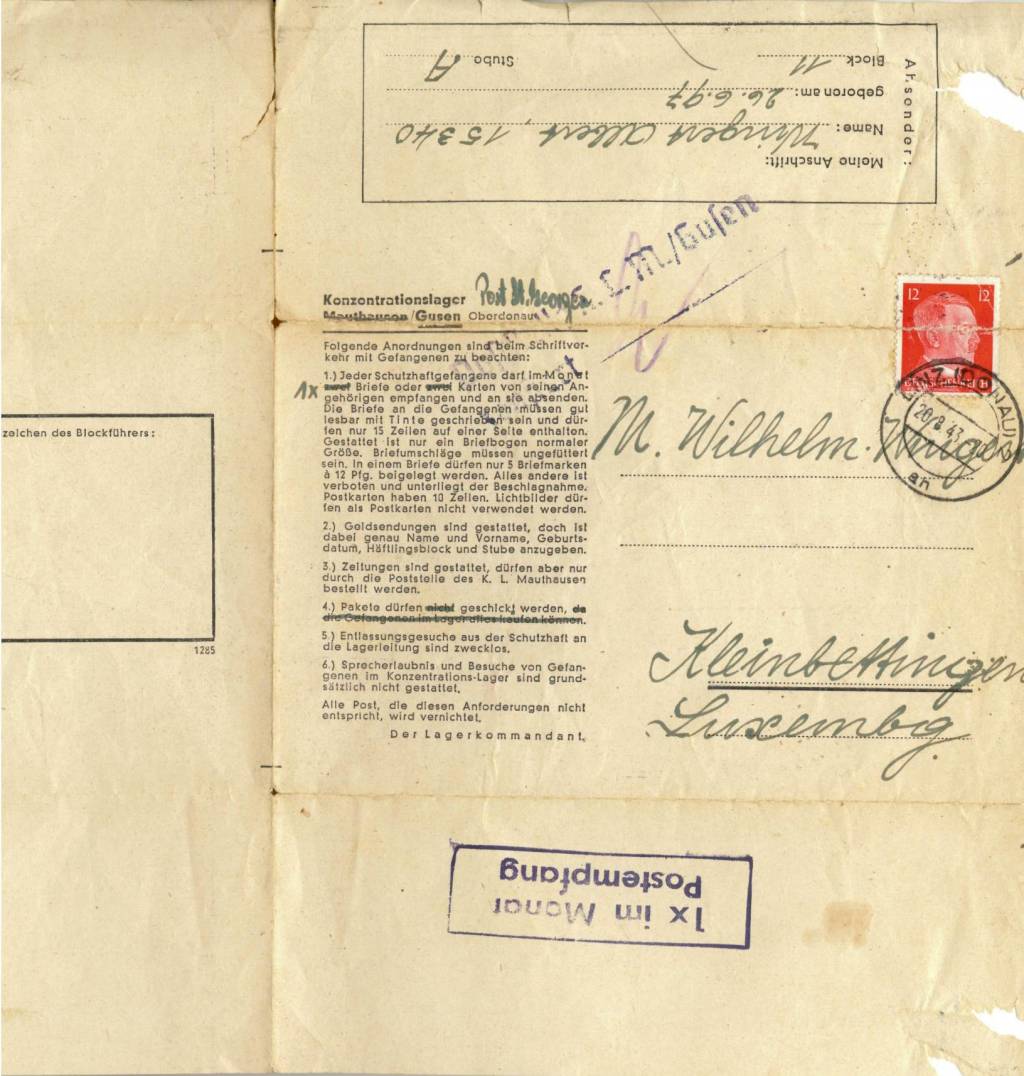 Absender:
Meine Anschrift:
Name: Wingert Albert, 15340
geboren am: 26.6.97
Block 11 Stube A
K. L. M./Gusen
Konzentrationslager Post St. Georgen
Mauthausen/Gusen Oberdonau
Folgende Anordnungen sind beim Schriftver-
kehr mit Gefangenen zu beachten:
1.) Jeder Schutzhaftgefangene darf im Monat
1x zwei Briefe oder zwei Karten von seinen An-
gehörigen empfangen und an sie absenden.
Die Briefe an die Gefangenen müssen gut
lesbar mit Tinte geschrieben sein und dür-
fen nur 15 Zeilen auf einer Seite enthalten.
Gestattet ist nur ein Briefbogen normaler
Größe. Briefumschläge müssen ungefüttert
sein. In einem Briefe dürfen nur 5 Briefmarken
à 12 Pfg. beigelegt werden. Alles andere ist
verboten und unterliegt der Beschlagnahme.
Postkarten haben 10 Zeilen. Lichtbilder dür-
fen als Postkarten nicht verwendet werden.
2.) Geldsendungen sind gestattet, doch ist
dabei genau Name und Vorname, Geburts-
datum, Häftlingsblock und Stube anzugeben.
3.) Zeitungen sind gestattet, dürfen aber nur
durch die Poststelle des K. L. Mauthausen
bestellt werden.
4.) Pakete dürfen nicht geschickt werden, da
die Gefangenen im Lager alles kaufen können.
5.) Entlassungsgesuche aus der Schutzhaft an
die Lagerleitung sind zwecklos.
6.) Sprecherlaubnis und Besuche von Gefan-
genen im Konzentrations-Lager sind grund-
sätzlich nicht gestattet.
Alle Post, die diesen Anforderungen nicht
entspricht, wird vernichtet.
Der Lagerkommandant.
12 12
DEUTSCHES REICH
LINZ (DONAU)
20.8.43
an
M. Wilhelm Winger
Kleinbettingen
Luxembg.
zeichen des Blockführers:
1285
1x im Monat
Postempfang